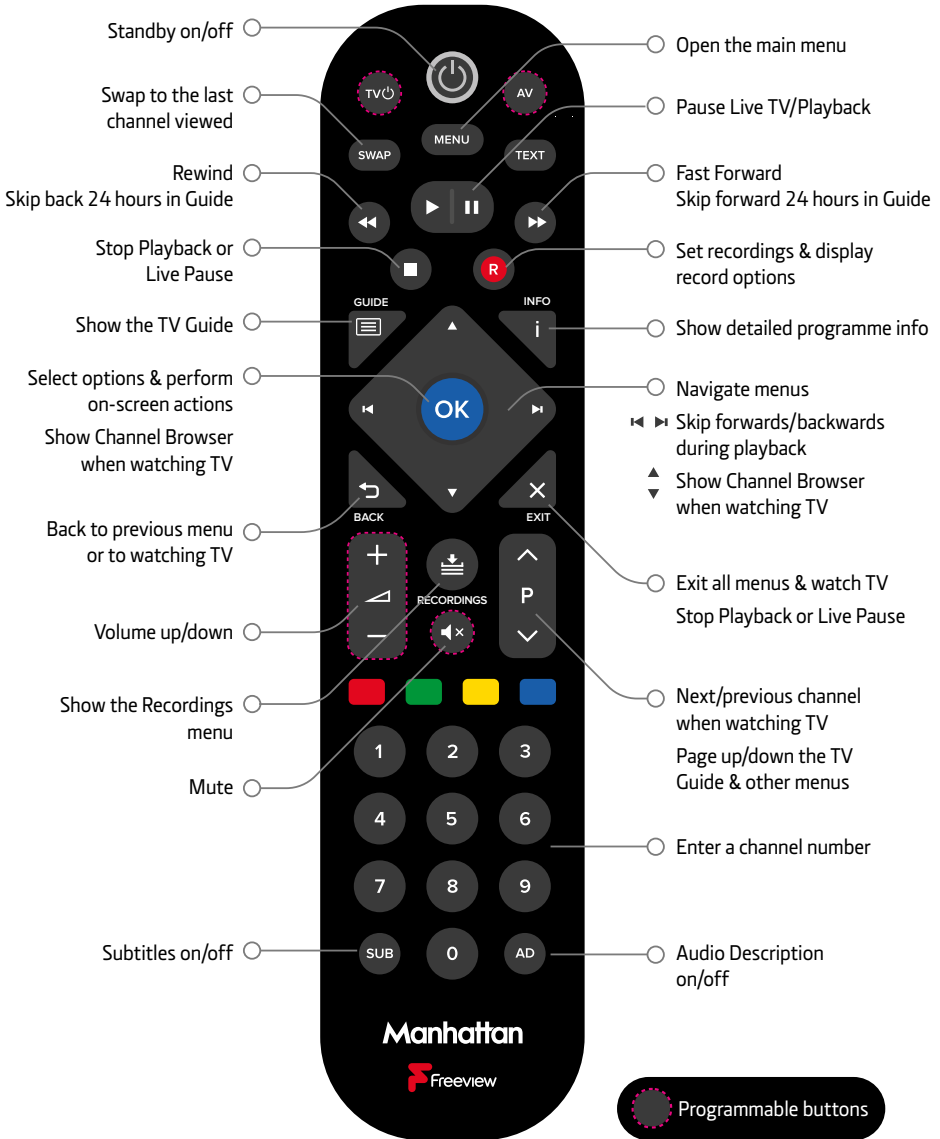 Standby on/off
Swap to the last
channel viewed
Rewind
Skip back 24 hours in Guide
Stop Playback or
Live Pause
Show the TV Guide
Select options & perform
on-screen actions
Show Channel Browser
when watching TV
Back to previous menu
or to watching TV
Volume up/down
Show the Recordings
menu
Mute
Subtitles on/off
TV
AV
MENU
SWAP
TEXT
R
GUIDE
INFO
i
OK
BACK
EXIT
RECORDINGS
P
1 2 3
4 5 6
7 8 9
SUB 0 AD
Manhattan
Freeview
Open the main menu
Pause Live TV/Playback
Fast Forward
Skip forward 24 hours in Guide
Set recordings & display
record options
Show detailed programme info
Navigate menus
Skip forwards/backwards
during playback
Show Channel Browser
when watching TV
Exit all menus & watch TV
Stop Playback or Live Pause
Next/previous channel
when watching TV
Page up/down the TV
Guide & other menus
Enter a channel number
Audio Description
on/off
Programmable buttons